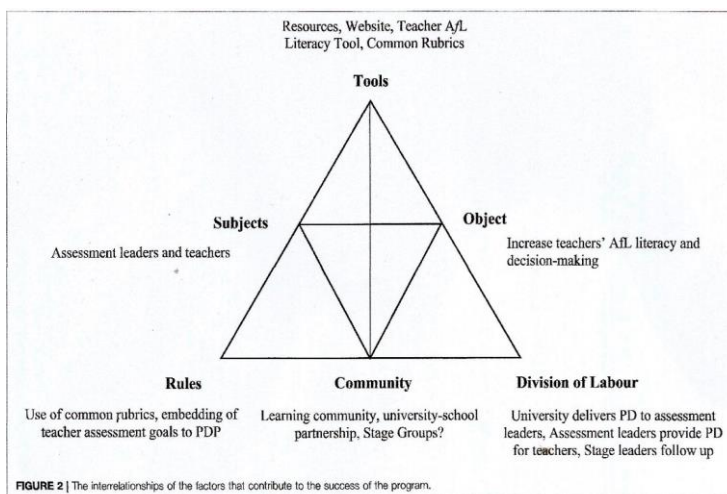 Resources, Website, Teacher AfL
Literacy Tool, Common Rubrics
Tools
Subjects
Object
Assessment leaders and teachers
Increase teachers' AfL literacy and
decision-making
Rules
Community
Division of Labour
Use of common rubrics, embedding of
teacher assessment goals to PDP
Learning community, university-school
partnership, Stage Groups?
University delivers PD to assessment
leaders, Assessment leaders provide PD
for teachers, Stage leaders follow up
FIGURE 2 | The interrelationships of the factors that contribute to the success of the program.